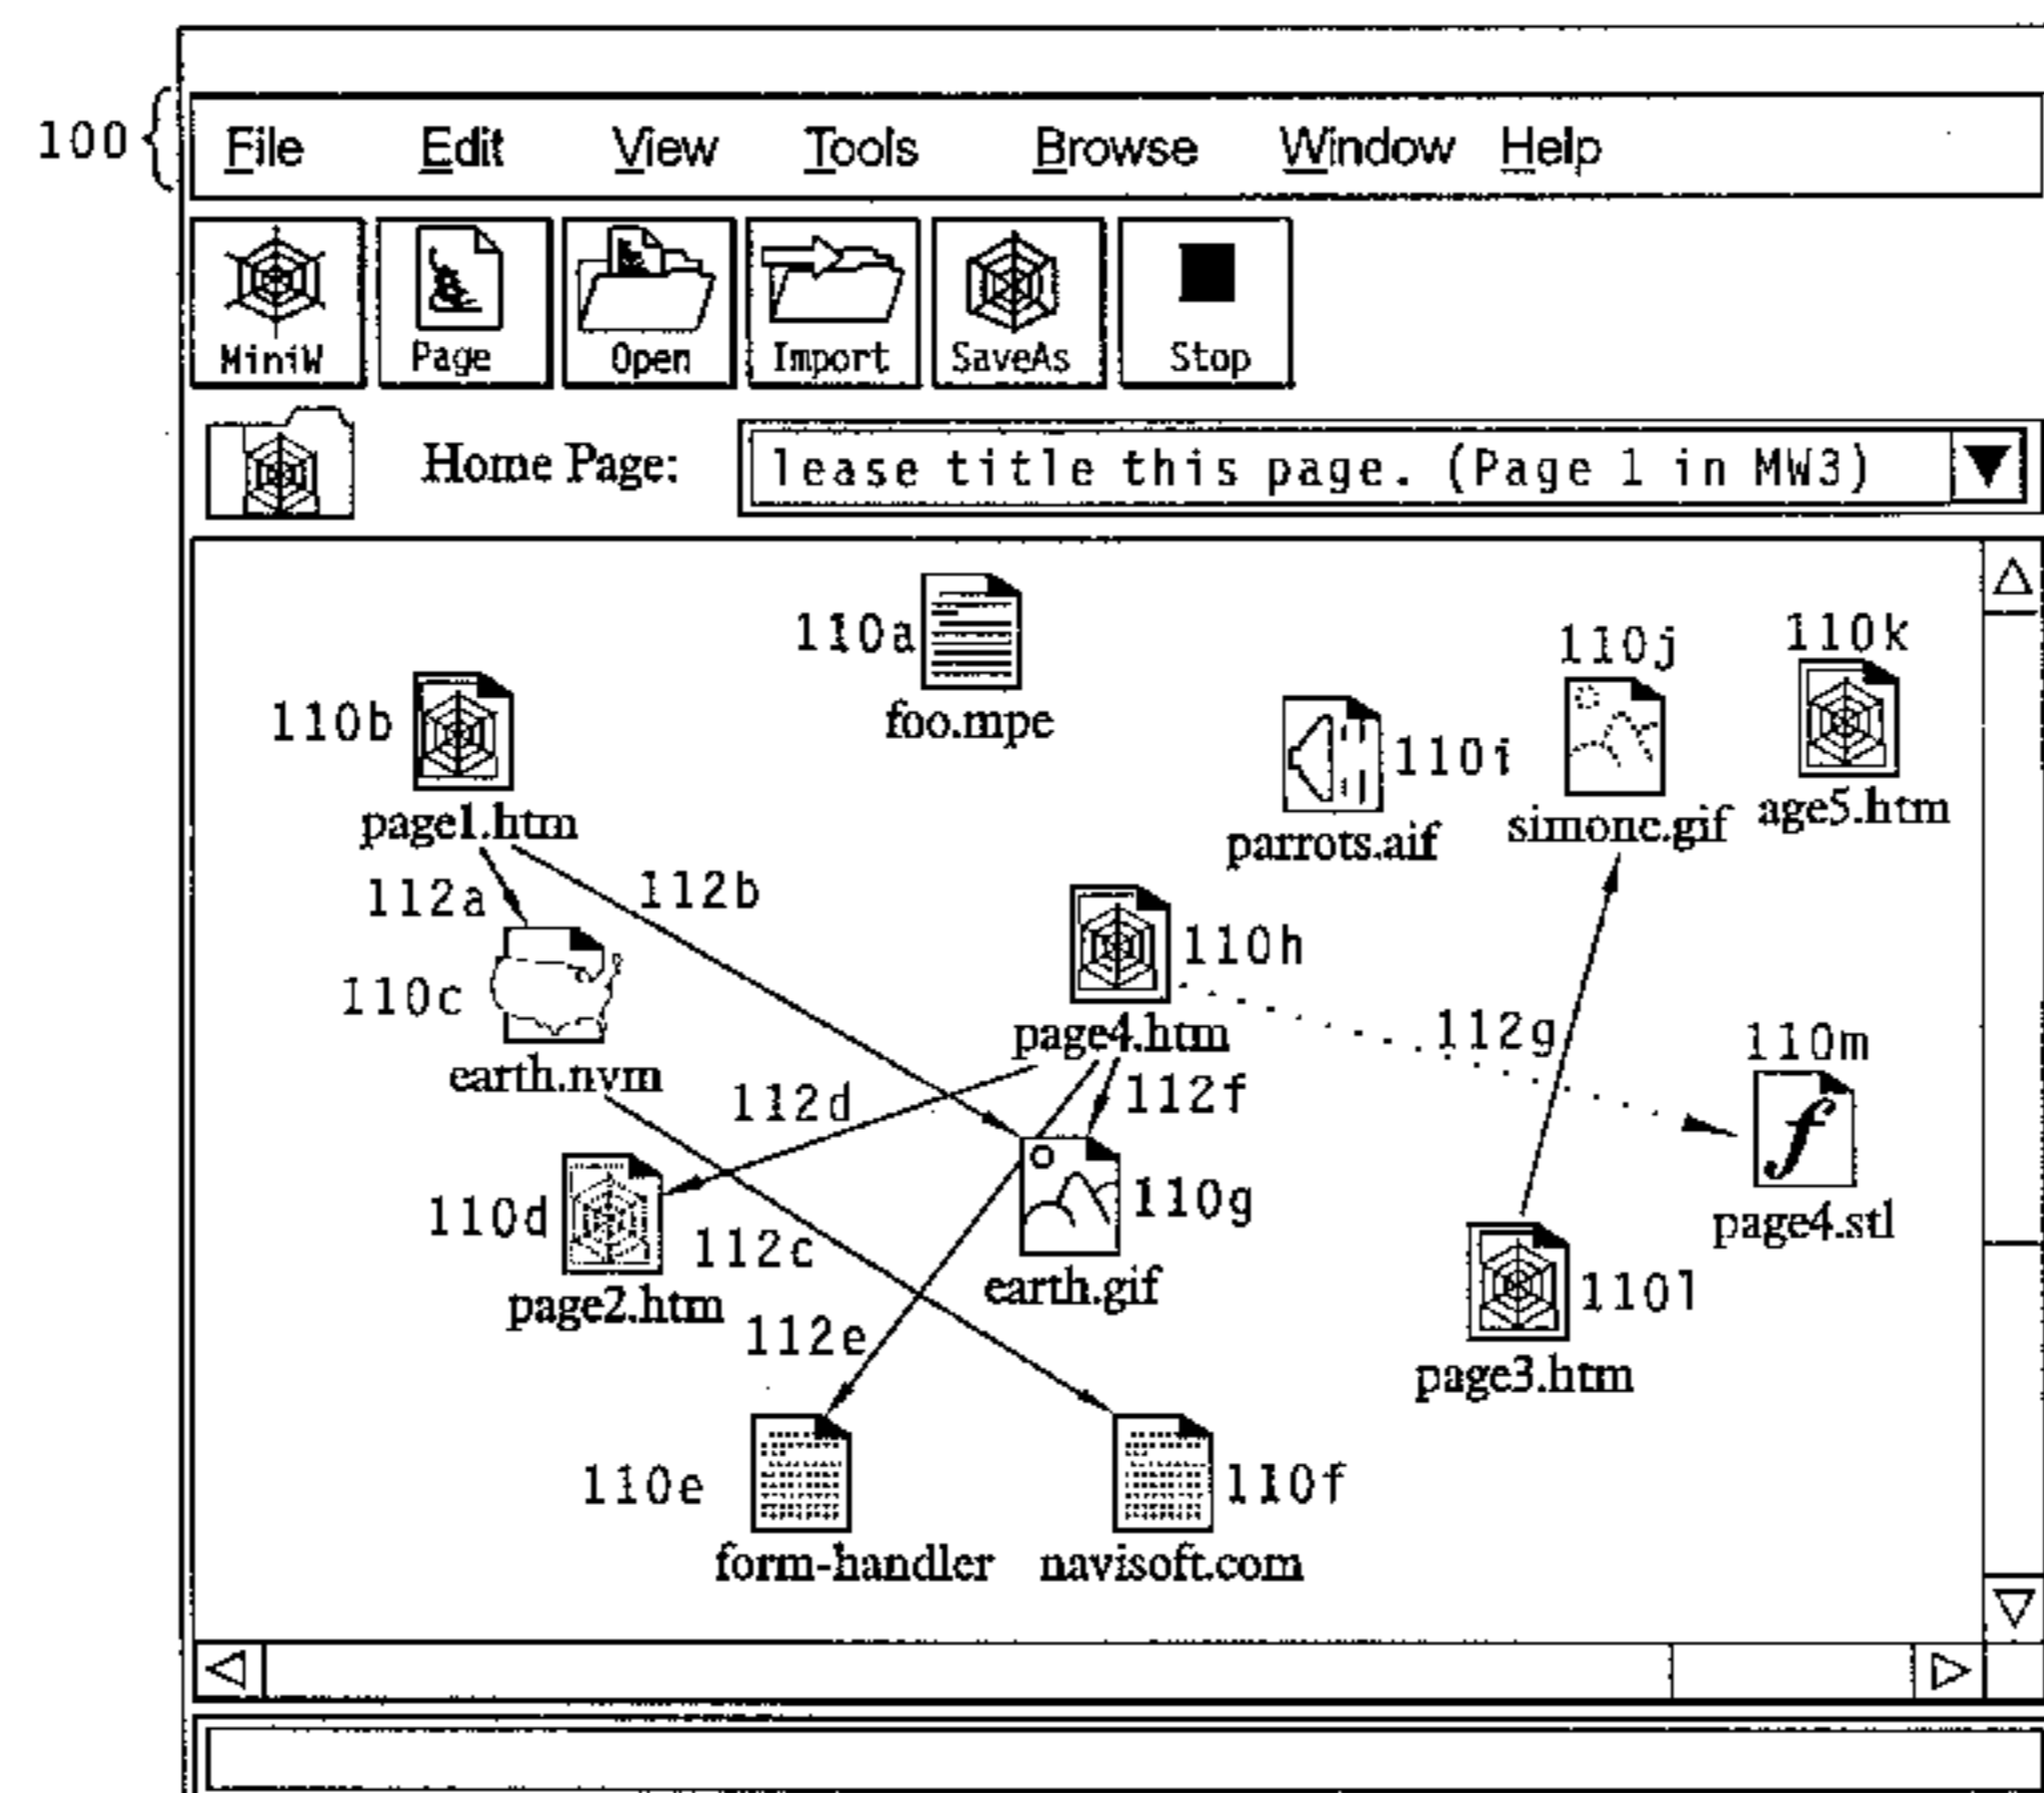 100
File Edit View Tools Browse Window Help
MiniW Page Open Import SaveAs Stop
Home Page: lease title this page. (Page 1 in MW3)
110a
foo.mpe
110j
110k
110b
page1.htm
110i
parrots.aif
simone.gif
age5.htm
112a
112b
110h
110c
earth.nvm
page4.htm
112g
110m
112d
112f
110d
page2.htm
112c
110g
earth.gif
page4.stl
110l
page3.htm
112e
110e
form-handler
110f
navisoft.com